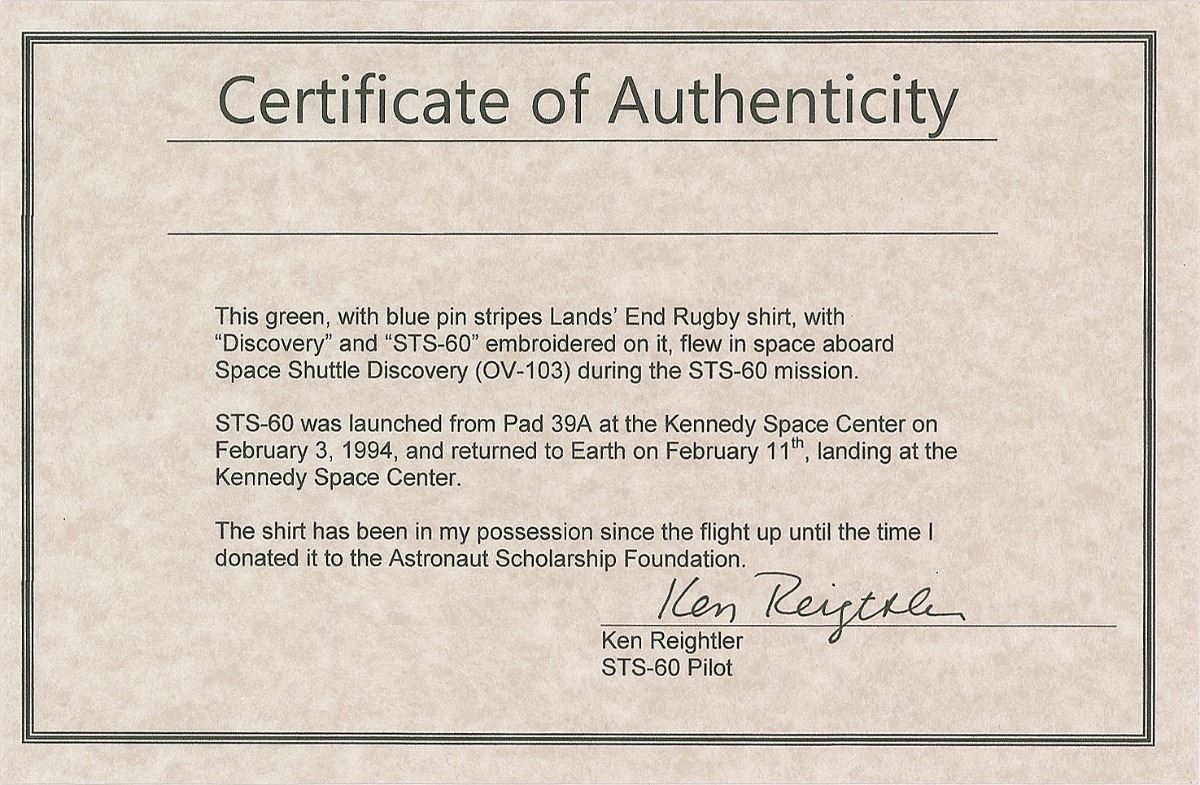 Certificate of Authenticity
This green, with blue pin stripes Lands’ End Rugby shirt, with
“Discovery” and “STS-60” embroidered on it, flew in space aboard
Space Shuttle Discovery (OV-103) during the STS-60 mission.
STS-60 was launched from Pad 39A at the Kennedy Space Center on
February 3, 1994, and returned to Earth on February 11th, landing at the
Kennedy Space Center.
The shirt has been in my possession since the flight up until the time I
donated it to the Astronaut Scholarship Foundation.
Ken Reightler
Ken Reightler
STS-60 Pilot